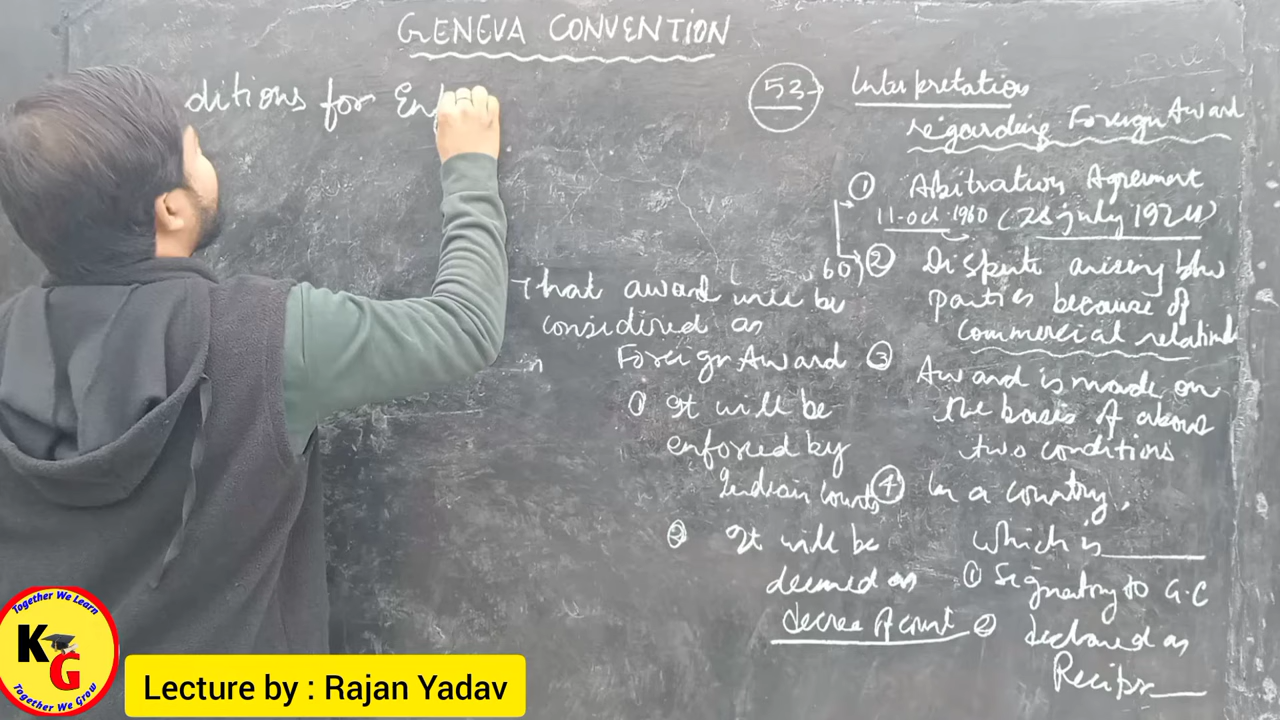 GENEVA CONVENTION
ditions for Enf
53 Interpretation
regarding Foreign Award
① Arbitration Agreement
11-oct-1960 (28 july 1924)
② Dispute arising b/w
parties because of
commercial relation
③ Award is made on
the basis of above
two conditions
④ In a country,
which is
① Signatory to G.C
② declared as
Recipr
60)
that award will be
considered as
Foreign Award
① It will be
enforced by
Indian Courts
② It will be
deemed as
decree of court
Together We Learn
KG
Together We Grow
Lecture by : Rajan Yadav